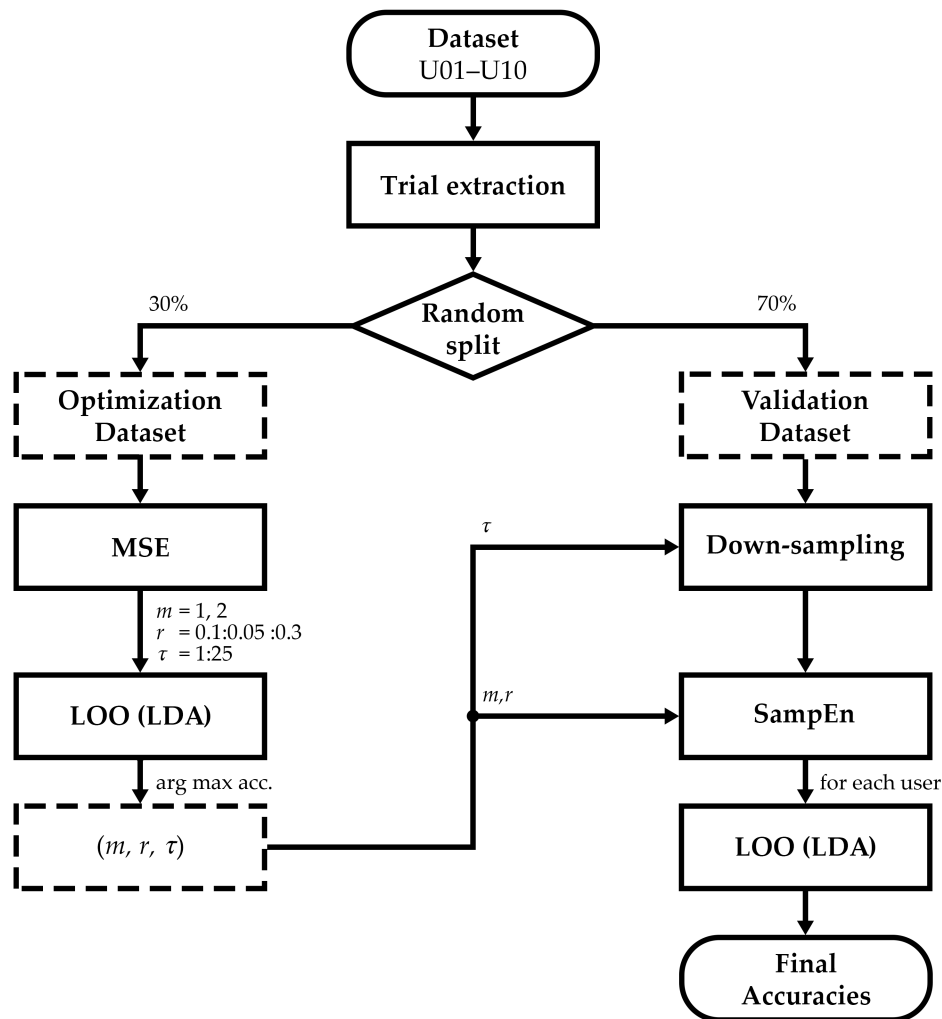 Dataset
U01–U10
Trial extraction
Random
split
30%
70%
Optimization
Dataset
Validation
Dataset
MSE
τ
Down-sampling
m = 1, 2
r = 0.1:0.05 :0.3
τ = 1:25
LOO (LDA)
m,r
SampEn
arg max acc.
for each user
(m, r, τ)
LOO (LDA)
Final
Accuracies